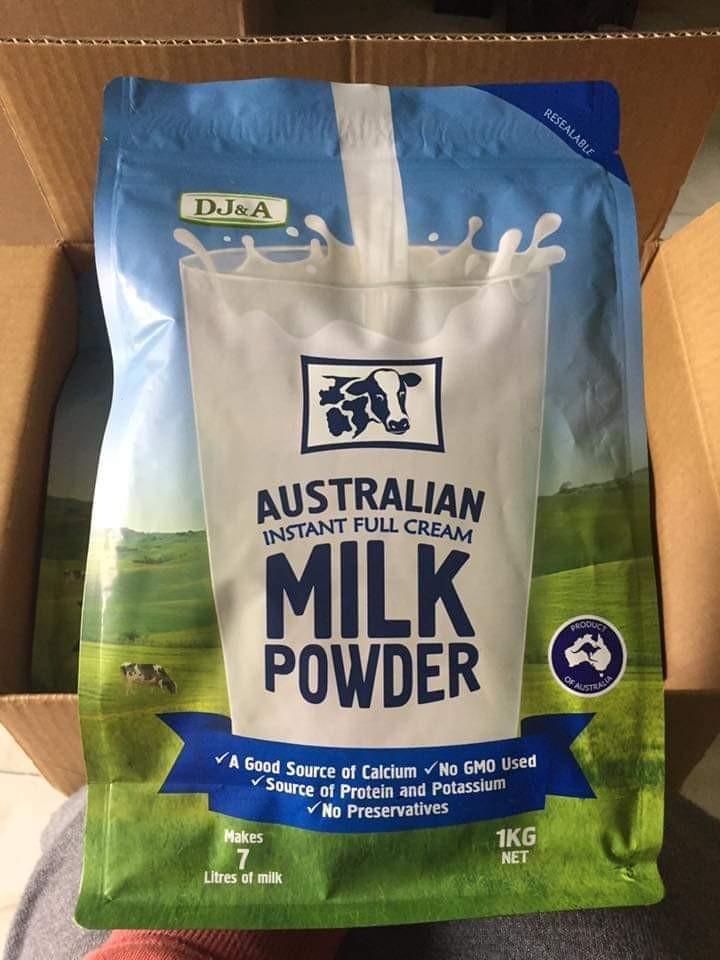 RESEALABLE
DJ&A
AUSTRALIAN
INSTANT FULL CREAM
MILK
POWDER
PRODUCT
OF AUSTRALIA
✓A Good Source of Calcium ✓No GMO Used
✓Source of Protein and Potassium
✓No Preservatives
Makes
7
Litres of milk
1KG
NET